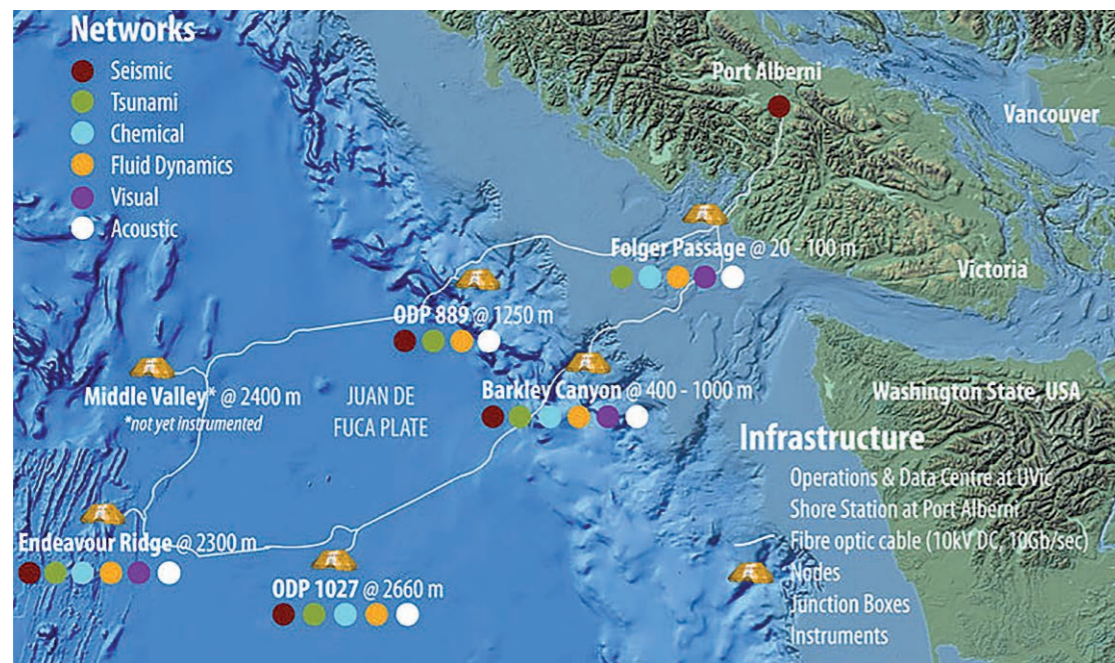 Networks
Seismic
Tsunami
Chemical
Fluid Dynamics
Visual
Acoustic
Port Alberni
Vancouver
Folger Passage @ 20 - 100 m
Victoria
ODP 889 @ 1250 m
Middle Valley* @ 2400 m
*not yet instrumented
JUAN DE
FUCA PLATE
Barkley Canyon @ 400 - 1000 m
Washington State, USA
Endeavour Ridge @ 2300 m
ODP 1027 @ 2660 m
Infrastructure
Operations & Data Centre at UVic
Shore Station at Port Alberni
Fibre optic cable (10kV DC, 10Gb/sec)
Nodes
Junction Boxes
Instruments